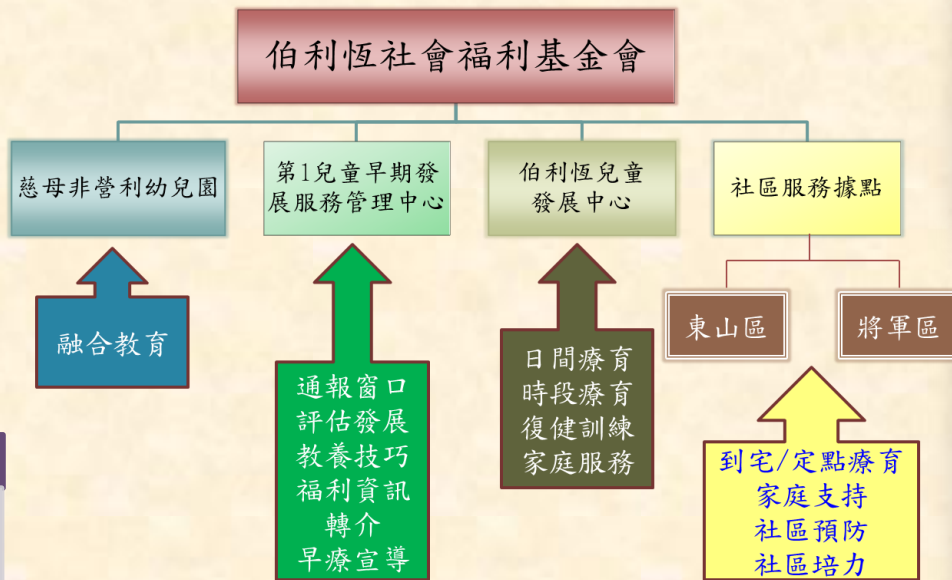 伯利恆社會福利基金會
慈母非營利幼兒園
第1兒童早期發
展服務管理中心
伯利恆兒童
發展中心
社區服務據點
東山區
將軍區
融合教育
通報窗口
評估發展
教養技巧
福利資訊
轉介
早療宣導
日間療育
時段療育
復健訓練
家庭服務
到宅/定點療育
家庭支持
社區預防
社區培力